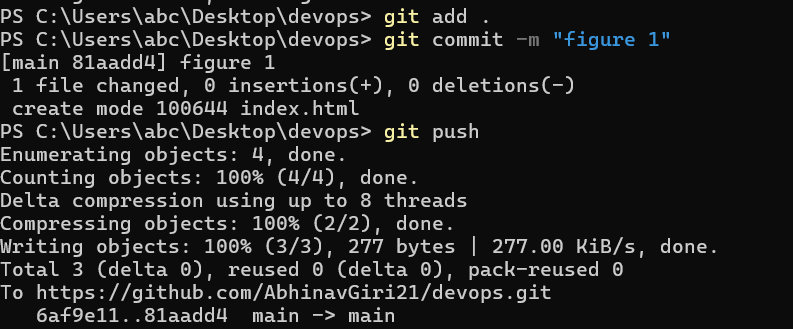 PS C:\Users\abc\Desktop\devops> git add .
PS C:\Users\abc\Desktop\devops> git commit -m "figure 1"
[main 81aadd4] figure 1
 1 file changed, 0 insertions(+), 0 deletions(-)
 create mode 100644 index.html
PS C:\Users\abc\Desktop\devops> git push
Enumerating objects: 4, done.
Counting objects: 100% (4/4), done.
Delta compression using up to 8 threads
Compressing objects: 100% (2/2), done.
Writing objects: 100% (3/3), 277 bytes | 277.00 KiB/s, done.
Total 3 (delta 0), reused 0 (delta 0), pack-reused 0
To https://github.com/AbhinavGiri21/devops.git
   6af9e11..81aadd4  main -> main